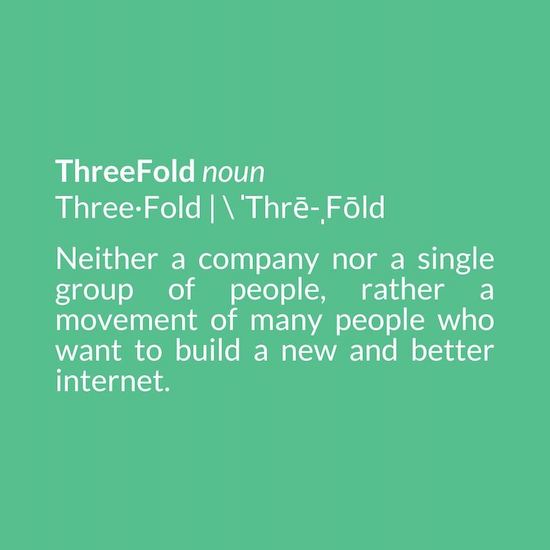 ThreeFold noun
Three·Fold | \ ˈThrē-ˌFōld
Neither a company nor a single
group of people, rather a
movement of many people who
want to build a new and better
internet.